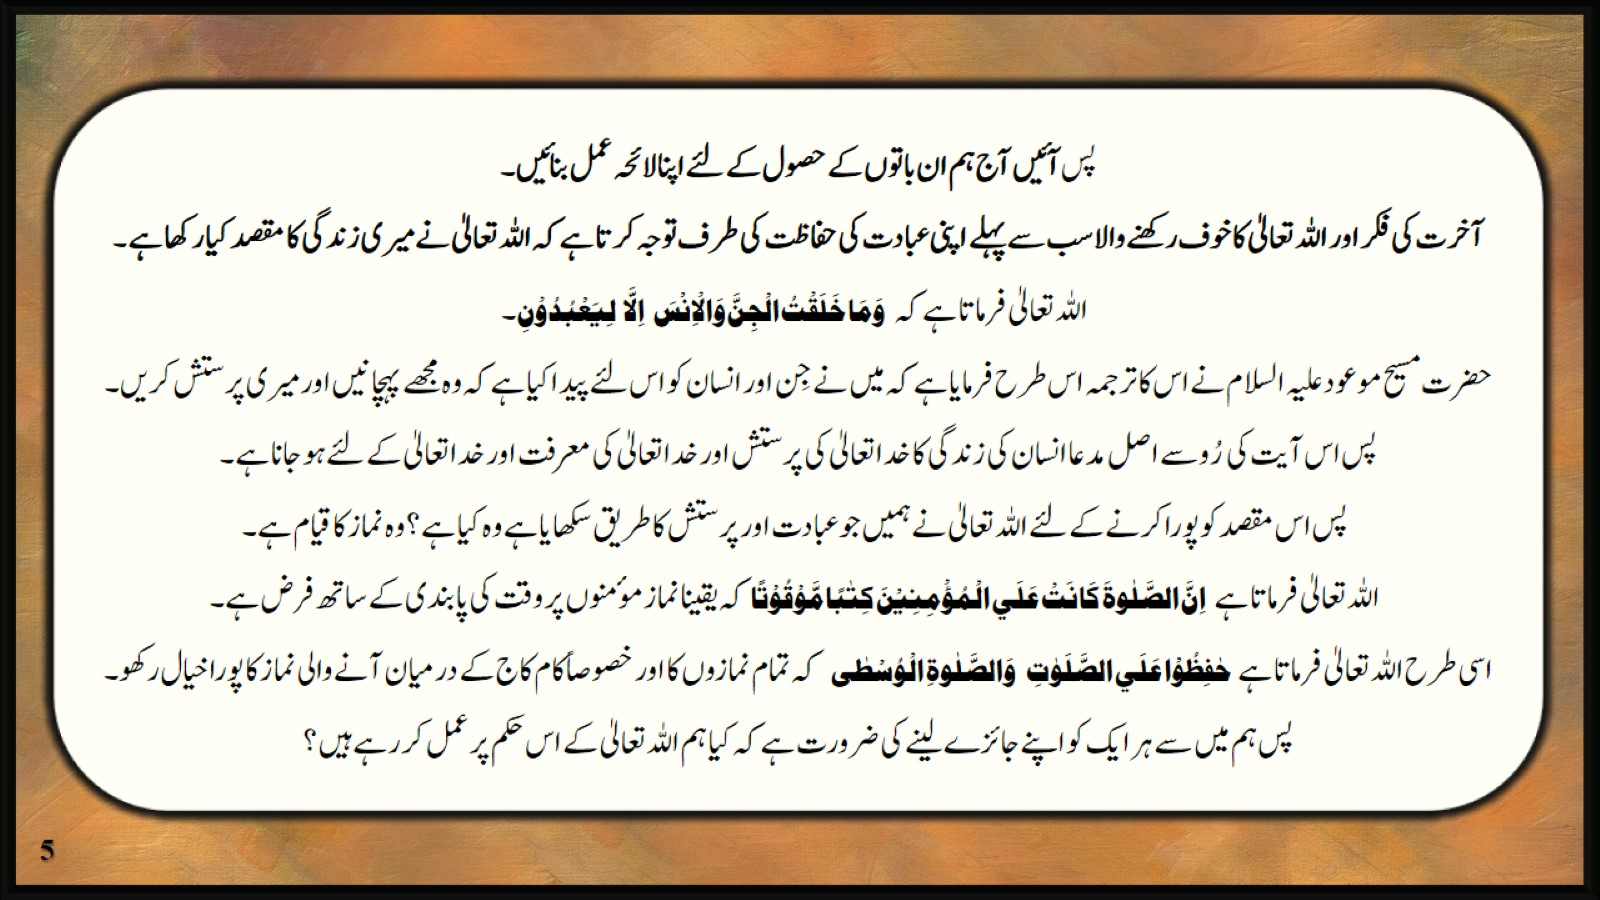 پس آئیں آج ہم ان باتوں کے حصول کے لئے اپنا لائحہ عمل بنائیں۔
آخرت کی فکر اور اللہ تعالیٰ کا خوف رکھنے والا سب سے پہلے اپنی عبادت کی حفاظت کی طرف توجہ کرتا ہے کہ اللہ تعالیٰ نے میری زندگی کا مقصد کیا رکھا ہے۔
اللہ تعالیٰ فرماتا ہے کہ وَمَا خَلَقْتُ الْجِنَّ وَالْاِنْسَ اِلَّا لِيَعْبُدُوْنِ۔
حضرت مسیح موعود علیہ السلام نے اس کا ترجمہ اس طرح فرمایا ہے کہ میں نے جِن اور انسان کو اس لئے پیدا کیا ہے کہ وہ مجھے پہچانیں اور میری پرستش کریں۔
پس اس آیت کی رُو سے اصل مدعا انسان کی زندگی کا خدا تعالیٰ کی پرستش اور خدا تعالیٰ کی معرفت اور خدا تعالیٰ کے لئے ہو جانا ہے۔
پس اس مقصد کو پورا کرنے کے لئے اللہ تعالیٰ نے ہمیں جو عبادت اور پرستش کا طریق سکھایا ہے وہ کیا ہے؟ وہ نماز کا قیام ہے۔
اللہ تعالیٰ فرماتا ہے اِنَّ الصَّلٰوةَ كَانَتْ عَلَي الْمُؤْمِنِيْنَ كِتٰبًا مَّوْقُوْتًا کہ یقینا نماز مومٔنوں پر وقت کی پابندی کے ساتھ فرض ہے۔
اسی طرح اللہ تعالیٰ فرماتا ہے حٰفِظُوْا عَلَي الصَّلَوٰتِ وَالصَّلٰوةِ الْوُسْطٰى کہ تمام نمازوں کا اور خصوصاً کام کاج کے درمیان آنے والی نماز کا پورا خیال رکھو۔
پس ہم میں سے ہر ایک کو اپنے جائزے لینے کی ضرورت ہے کہ کیا ہم اللہ تعالیٰ کے اس حکم پر عمل کر رہے ہیں؟
5